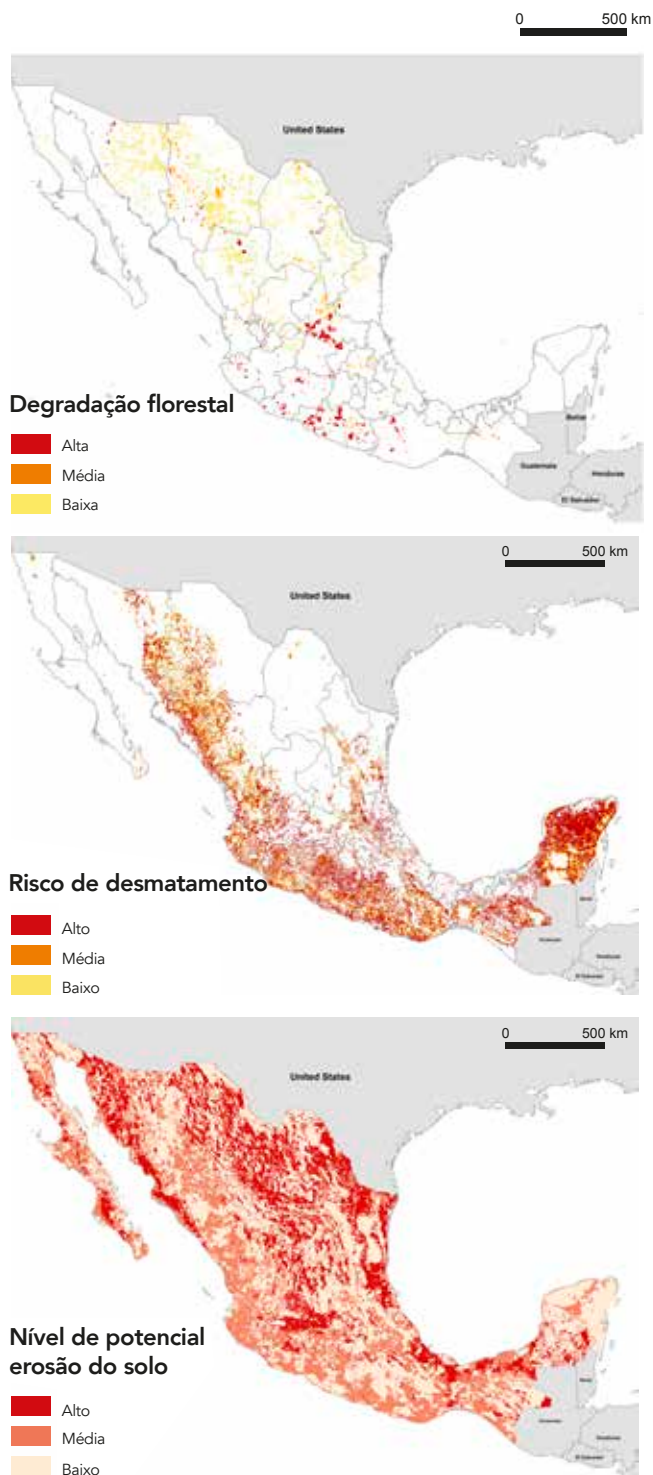 0 500 km
United States
Belize
Guatemala
Honduras
El Salvador
Degradação florestal
Alta
Média
Baixa
0 500 km
United States
Risco de desmatamento
Alto
Média
Baixo
0 500 km
United States
Nível de potencial
erosão do solo
Alto
Média
Baixo